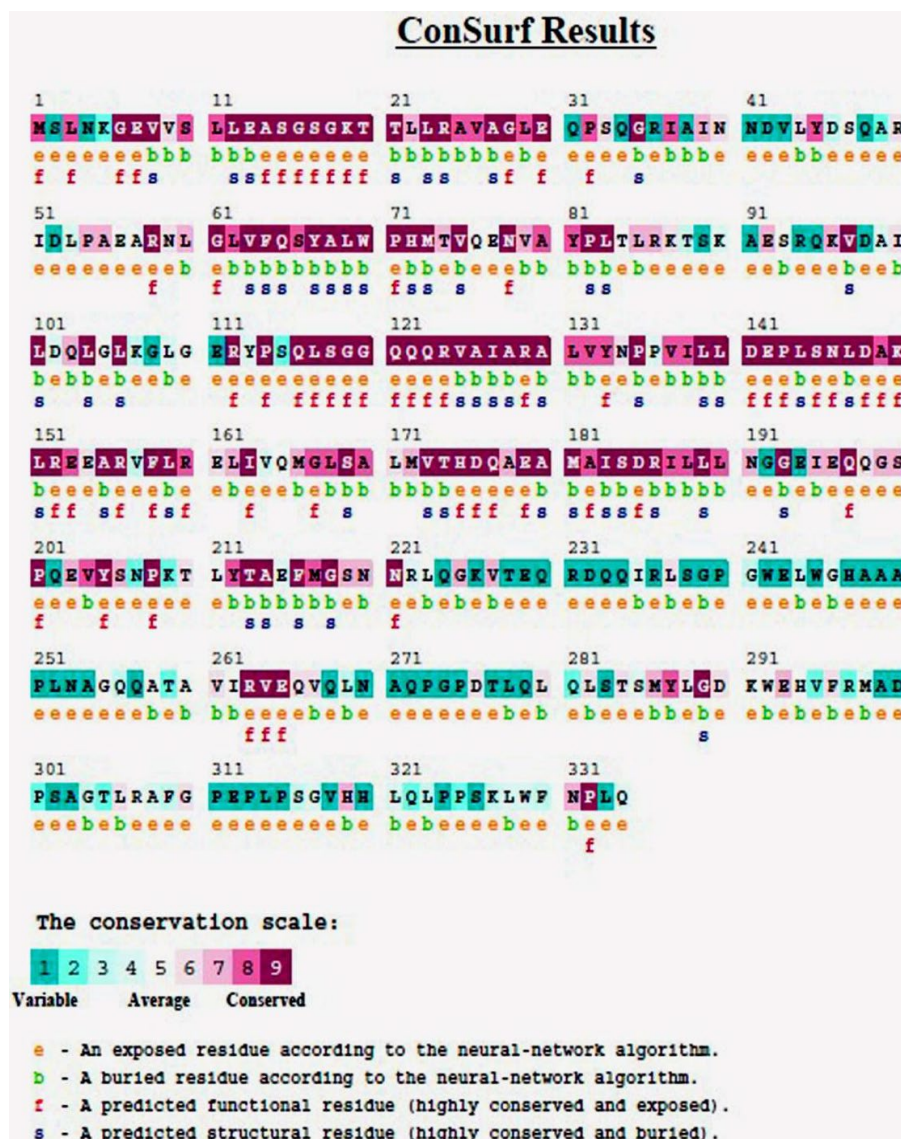 ConSurf Results
1 11 21 31 41
MSLNKGEVVS LLEASGSGKT TLLRAVAGLE QPSQGRIAIN NDVLYDSQAR
eeeeeeebbb bbbeeeeeee bbbbbbbebe eeeebebbbe eeebbeeeee
f f ffs ssfffffff s ss sf f f s
51 61 71 81 91
IDLPAEARNL GLVFQSYALW PHMTVQENVA YPLTLRKTSK AESRQKVDAI
eeeeeeeeeb ebbbbbbbbb ebbebeeebb bbbebeeeee eebeeebeeb
f f sss ssss fss s f ss s
101 111 121 131 141
LDQLGLKGLG ERYPSQLSGG QQQRVAIARA LVYNPPVILL DEPLSNLDAK
bebbebeebe eeeeeeeeee eeeebbbbeb bbeebebbbb eeebeebeee
s s s f f fffff ffffssssfs f s ss fffsffsfff
151 161 171 181 191
LREEARVFLR ELIVQMGLSA LMVTHDQAEA MAISDRILLL NGGEIEQQGS
beeebeeebe ebeeebebbb bbbbeeeeeb bebbebbbbb eebebeeeee
sff sf fsf f f s ssfff fs sfssfs s s f
201 211 221 231 241
PQEVYSNPKT LYTAEFMGSN NRLQGKVTEQ RDQQIRLSGP GWELWGHAAA
eeebeeeeee ebbbbbbbeb eebebebeee eeeebebebe eeebebeeee
f f f ss s s f
251 261 271 281 291
PLNAGQQATA VIRVEQVQLN AQPGPDTLQL QLSTSMYLGD KWEHVFRMAD
eeeeeeebeb ebeeeebebe eeeeeeebeb ebeeebbebe ebebebebee
fff s
301 311 321 331
PSAGTLRAFG PEPLPSGVHH LQLPPSKLWF NPLQ
eeebebeeee eeeeeeeebe bebeeeebee beee
f
The conservation scale:
1 2 3 4 5 6 7 8 9
Variable Average Conserved
e - An exposed residue according to the neural-network algorithm.
b - A buried residue according to the neural-network algorithm.
f - A predicted functional residue (highly conserved and exposed).
s - A predicted structural residue (highly conserved and buried).